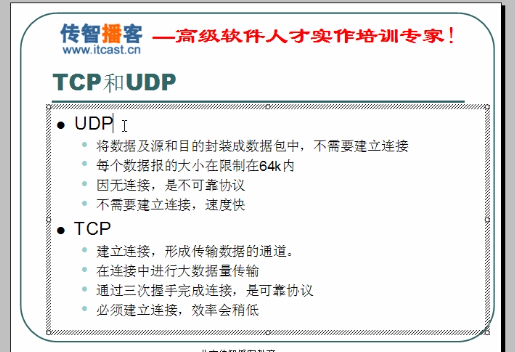 传智播客
www.itcast.cn
—高级软件人才实作培训专家!
TCP和UDP
UDP
将数据及源和目的封装成数据包中，不需要建立连接
每个数据报的大小在限制在64k内
因无连接，是不可靠协议
不需要建立连接，速度快
TCP
建立连接，形成传输数据的通道。
在连接中进行大数据量传输
通过三次握手完成连接，是可靠协议
必须建立连接，效率会稍低